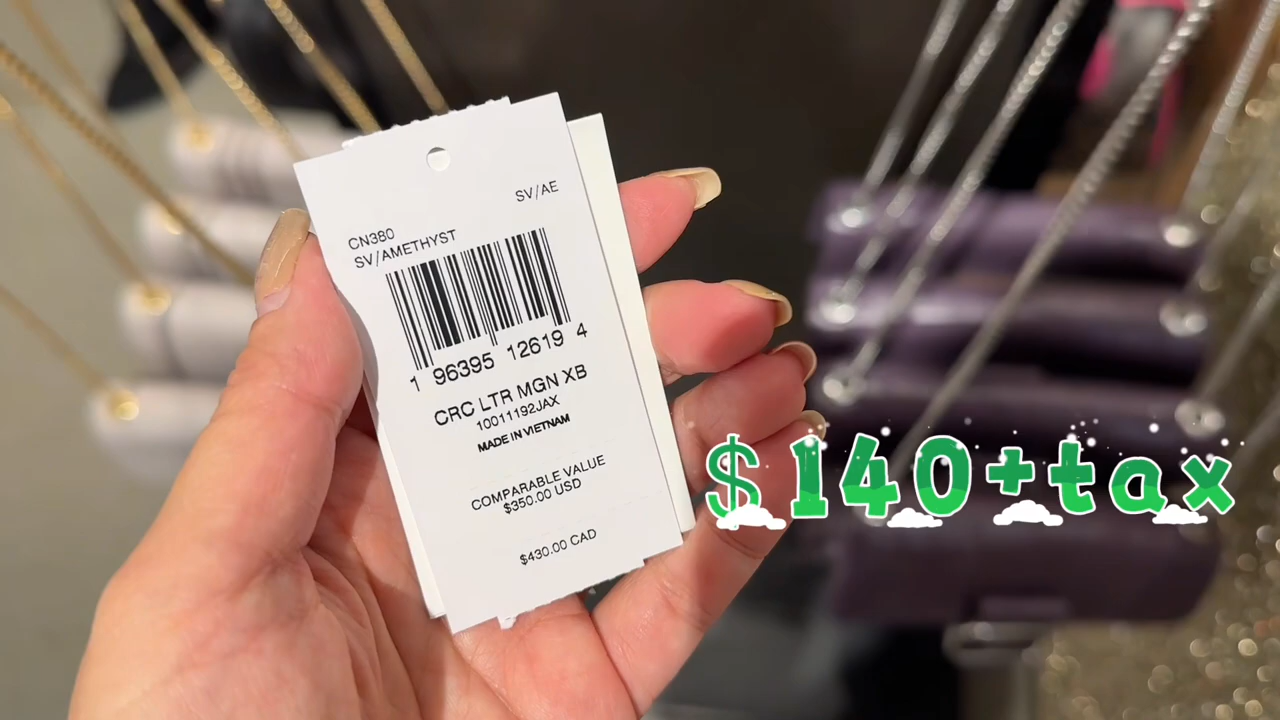 SV/AE
CN380
SV/AMETHYST
1 96395 12619 4
CRC LTR MGN XB
10011192JAX
MADE IN VIETNAM
COMPARABLE VALUE
$350.00 USD
$430.00 CAD
$140+tax